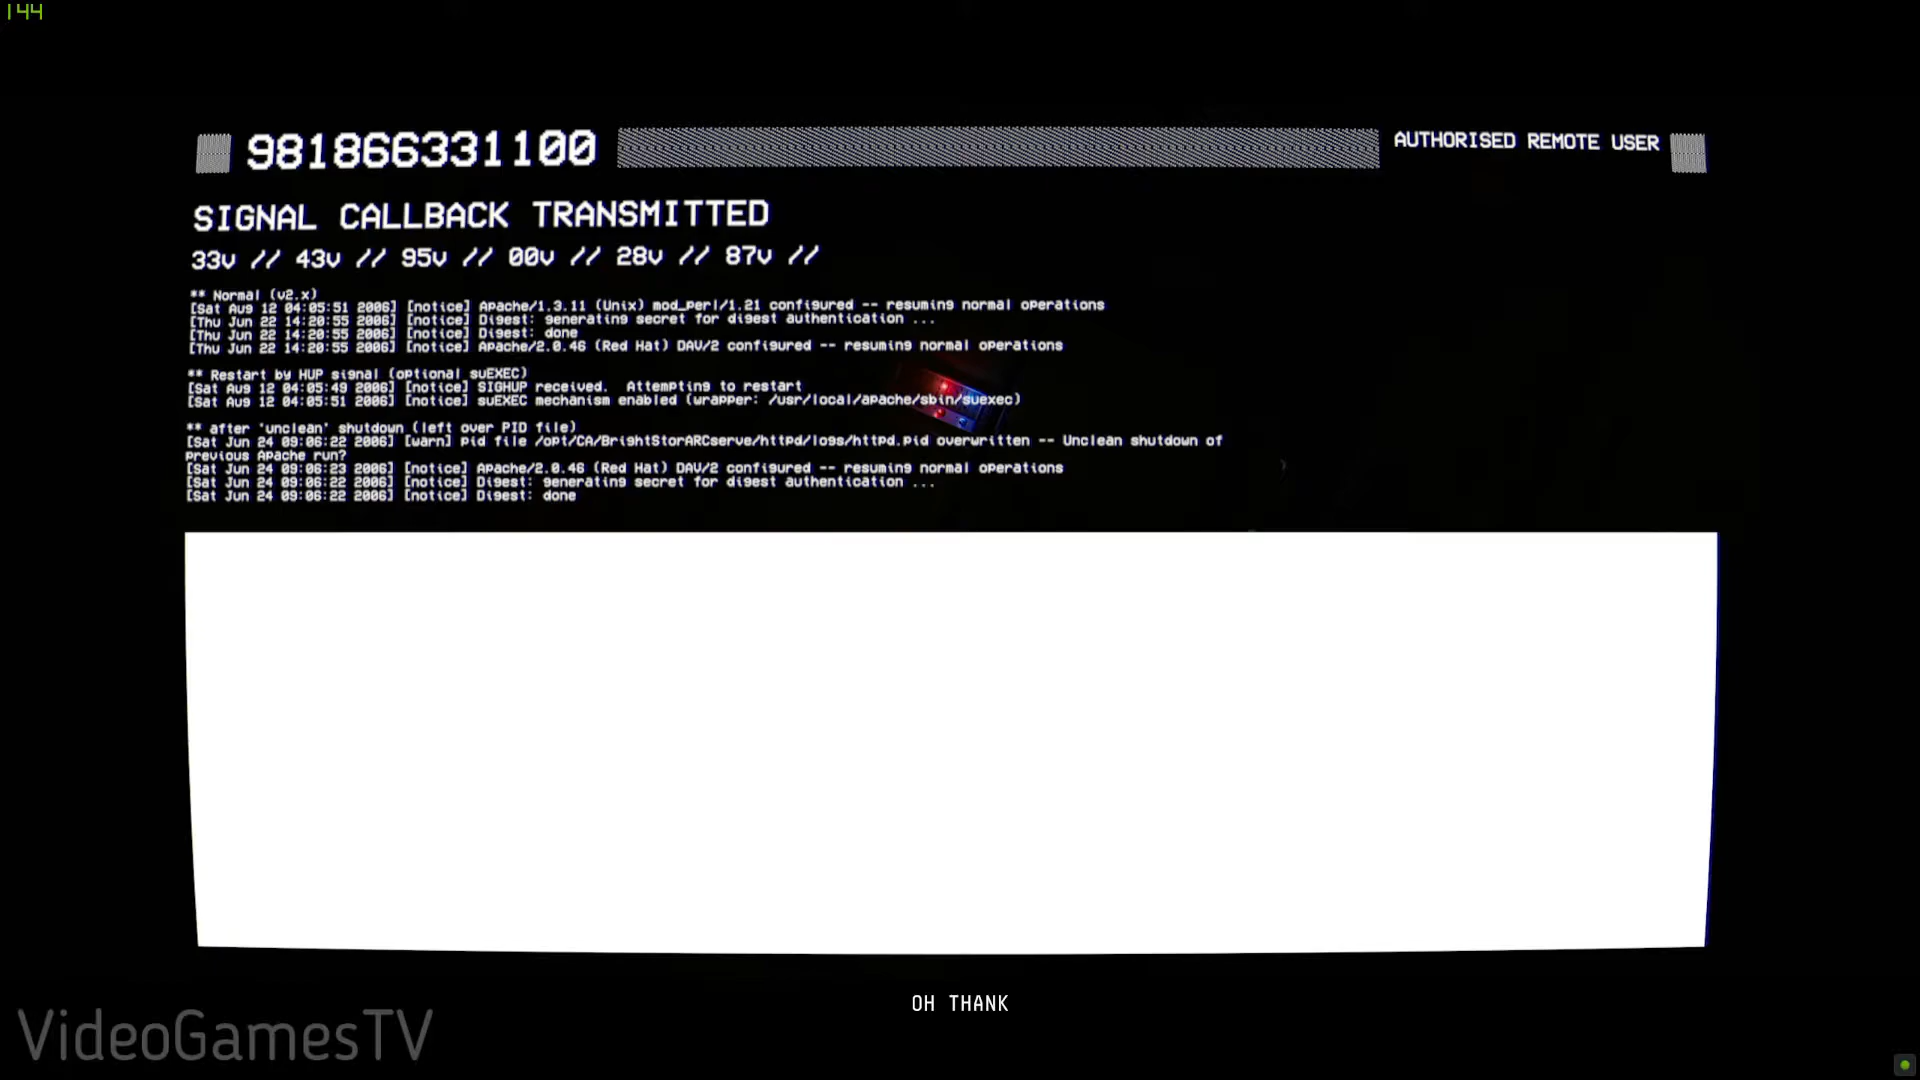 144
981866331100
AUTHORISED REMOTE USER
SIGNAL CALLBACK TRANSMITTED
33v // 43v // 95v // 00v // 28v // 87v //
** Normal (v2.x)
[Sat Aug 12 04:05:51 2006] [notice] Apache/1.3.11 (Unix) mod_perl/1.21 configured -- resuming normal operations
[Thu Jun 22 14:20:55 2006] [notice] Digest: generating secret for digest authentication ...
[Thu Jun 22 14:20:55 2006] [notice] Digest: done
[Thu Jun 22 14:20:55 2006] [notice] Apache/2.0.46 (Red Hat) DAV/2 configured -- resuming normal operations
** Restart by HUP signal (optional suEXEC)
[Sat Aug 12 04:05:49 2006] [notice] SIGHUP received.  Attempting to restart
[Sat Aug 12 04:05:51 2006] [notice] suEXEC mechanism enabled (wrapper: /usr/local/apache/sbin/suexec)
** after 'unclean' shutdown (left over PID file)
[Sat Jun 24 09:06:22 2006] [warn] pid file /opt/CA/BrightStorARCserve/httpd/logs/httpd.pid overwritten -- Unclean shutdown of
previous Apache run?
[Sat Jun 24 09:06:23 2006] [notice] Apache/2.0.46 (Red Hat) DAV/2 configured -- resuming normal operations
[Sat Jun 24 09:06:22 2006] [notice] Digest: generating secret for digest authentication ...
[Sat Jun 24 09:06:22 2006] [notice] Digest: done
OH THANK
VideoGamesTV